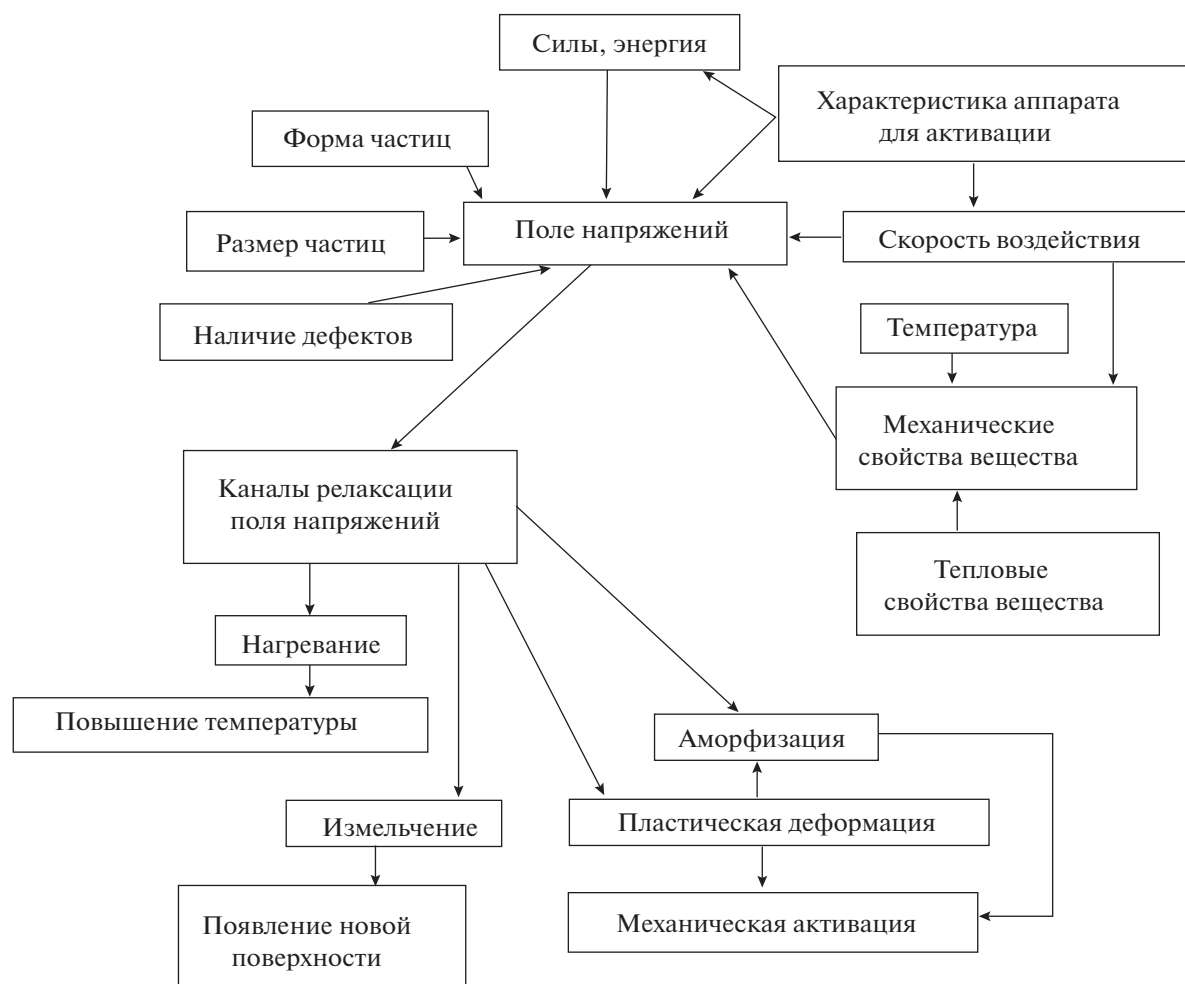 Силы, энергия
Характеристика аппарата
для активации
Форма частиц
Поле напряжений
Размер частиц
Скорость воздействия
Наличие дефектов
Температура
Механические
свойства вещества
Каналы релаксации
поля напряжений
Тепловые
свойства вещества
Нагревание
Повышение температуры
Аморфизация
Измельчение
Пластическая деформация
Появление новой
поверхности
Механическая активация